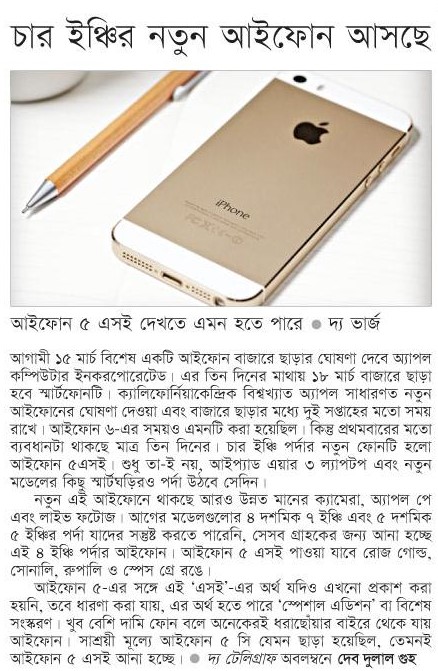 চার ইঞ্চির নতুন আইফোন আসছে
iPhone
আইফোন ৫ এসই দেখতে এমন হতে পারে ● দ্য ভার্জ
আগামী ১৫ মার্চ বিশেষ একটি আইফোন বাজারে ছাড়ার ঘোষণা দেবে অ্যাপল
কম্পিউটার ইনকরপোরেটেড। এর তিন দিনের মাথায় ১৮ মার্চ বাজারে ছাড়া
হবে স্মার্টফোনটি। ক্যালিফোর্নিয়াকেন্দ্রিক বিশ্বখ্যাত অ্যাপল সাধারণত নতুন
আইফোনের ঘোষণা দেওয়া এবং বাজারে ছাড়ার মধ্যে দুই সপ্তাহের মতো সময়
রাখে। আইফোন ৬-এর সময়ও এমনটি করা হয়েছিল। কিন্তু প্রথমবারের মতো
ব্যবধানটা থাকছে মাত্র তিন দিনের। চার ইঞ্চি পর্দার নতুন ফোনটি হলো
আইফোন ৫এসই। শুধু তা-ই নয়, আইপ্যাড এয়ার ৩ ল্যাপটপ এবং নতুন
মডেলের কিছু স্মার্টঘড়িরও পর্দা উঠবে সেদিন।
নতুন এই আইফোনে থাকছে আরও উন্নত মানের ক্যামেরা, অ্যাপল পে
এবং লাইভ ফটোজ। আগের মডেলগুলোর ৪ দশমিক ৭ ইঞ্চি এবং ৫ দশমিক
৫ ইঞ্চির পর্দা যাদের সন্তুষ্ট করতে পারেনি, সেসব গ্রাহকের জন্য আনা হচ্ছে
এই ৪ ইঞ্চি পর্দার আইফোন। আইফোন ৫ এসই পাওয়া যাবে রোজ গোল্ড,
সোনালি, রুপালি ও স্পেস গ্রে রঙে।
আইফোন ৫-এর সঙ্গে এই 'এসই'-এর অর্থ যদিও এখনো প্রকাশ করা
হয়নি, তবে ধারণা করা যায়, এর অর্থ হতে পারে 'স্পেশাল এডিশন' বা বিশেষ
সংস্করণ। খুব বেশি দামি ফোন বলে অনেকেরই ধরাছোঁয়ার বাইরে থেকে যায়
আইফোন। সাশ্রয়ী মূল্যে আইফোন ৫ সি যেমন ছাড়া হয়েছিল, তেমনই
আইফোন ৫ এসই আনা হচ্ছে। ● দ্য টেলিগ্রাফ অবলম্বনে দেব দুলাল গুহ